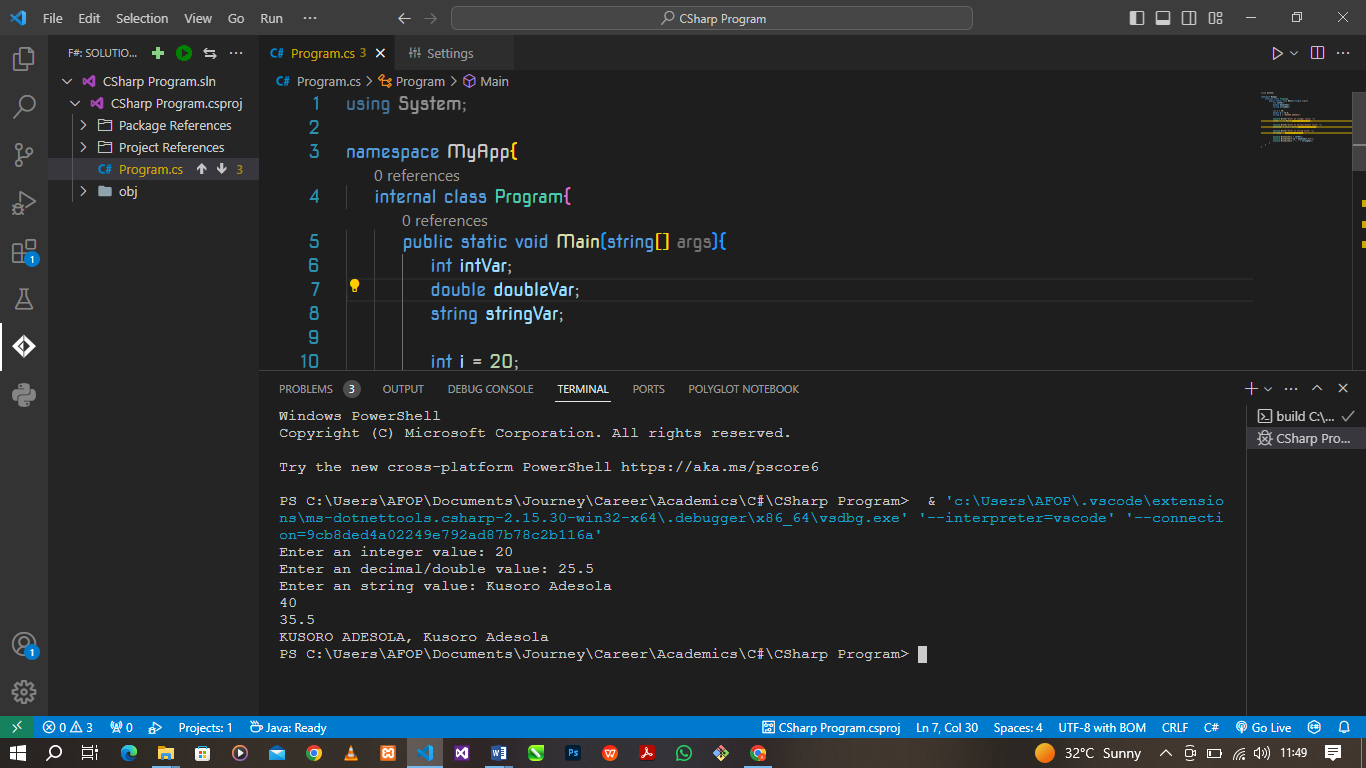 File Edit Selection View Go Run ··· CSharp Program
F#: SOLUTIO...
Program.cs 3 Settings
Program.cs > Program > Main
CSharp Program.sln
CSharp Program.csproj
Package References
Project References
Program.cs 3
obj
1 using System;
2
3 namespace MyApp{
0 references
4 internal class Program{
0 references
5 public static void Main(string[] args){
6 int intVar;
7 double doubleVar;
8 string stringVar;
9
10 int i = 20;
PROBLEMS 3 OUTPUT DEBUG CONSOLE TERMINAL PORTS POLYGLOT NOTEBOOK
build C:\...
CSharp Pro...
Windows PowerShell
Copyright (C) Microsoft Corporation. All rights reserved.
Try the new cross-platform PowerShell https://aka.ms/pscore6
PS C:\Users\AFOP\Documents\Journey\Career\Academics\C#\CSharp Program>  & 'c:\Users\AFOP\.vscode\extensio
ns\ms-dotnettools.csharp-2.15.30-win32-x64\.debugger\x86_64\vsdbg.exe' '--interpreter=vscode' '--connecti
on=9cb8ded4a02249e792ad87b78c2b116a'
Enter an integer value: 20
Enter an decimal/double value: 25.5
Enter an string value: Kusoro Adesola
40
35.5
KUSORO ADESOLA, Kusoro Adesola
PS C:\Users\AFOP\Documents\Journey\Career\Academics\C#\CSharp Program>
1
1
0 3 0 Projects: 1 Java: Ready CSharp Program.csproj Ln 7, Col 30 Spaces: 4 UTF-8 with BOM CRLF C# Go Live
32°C Sunny 11:49